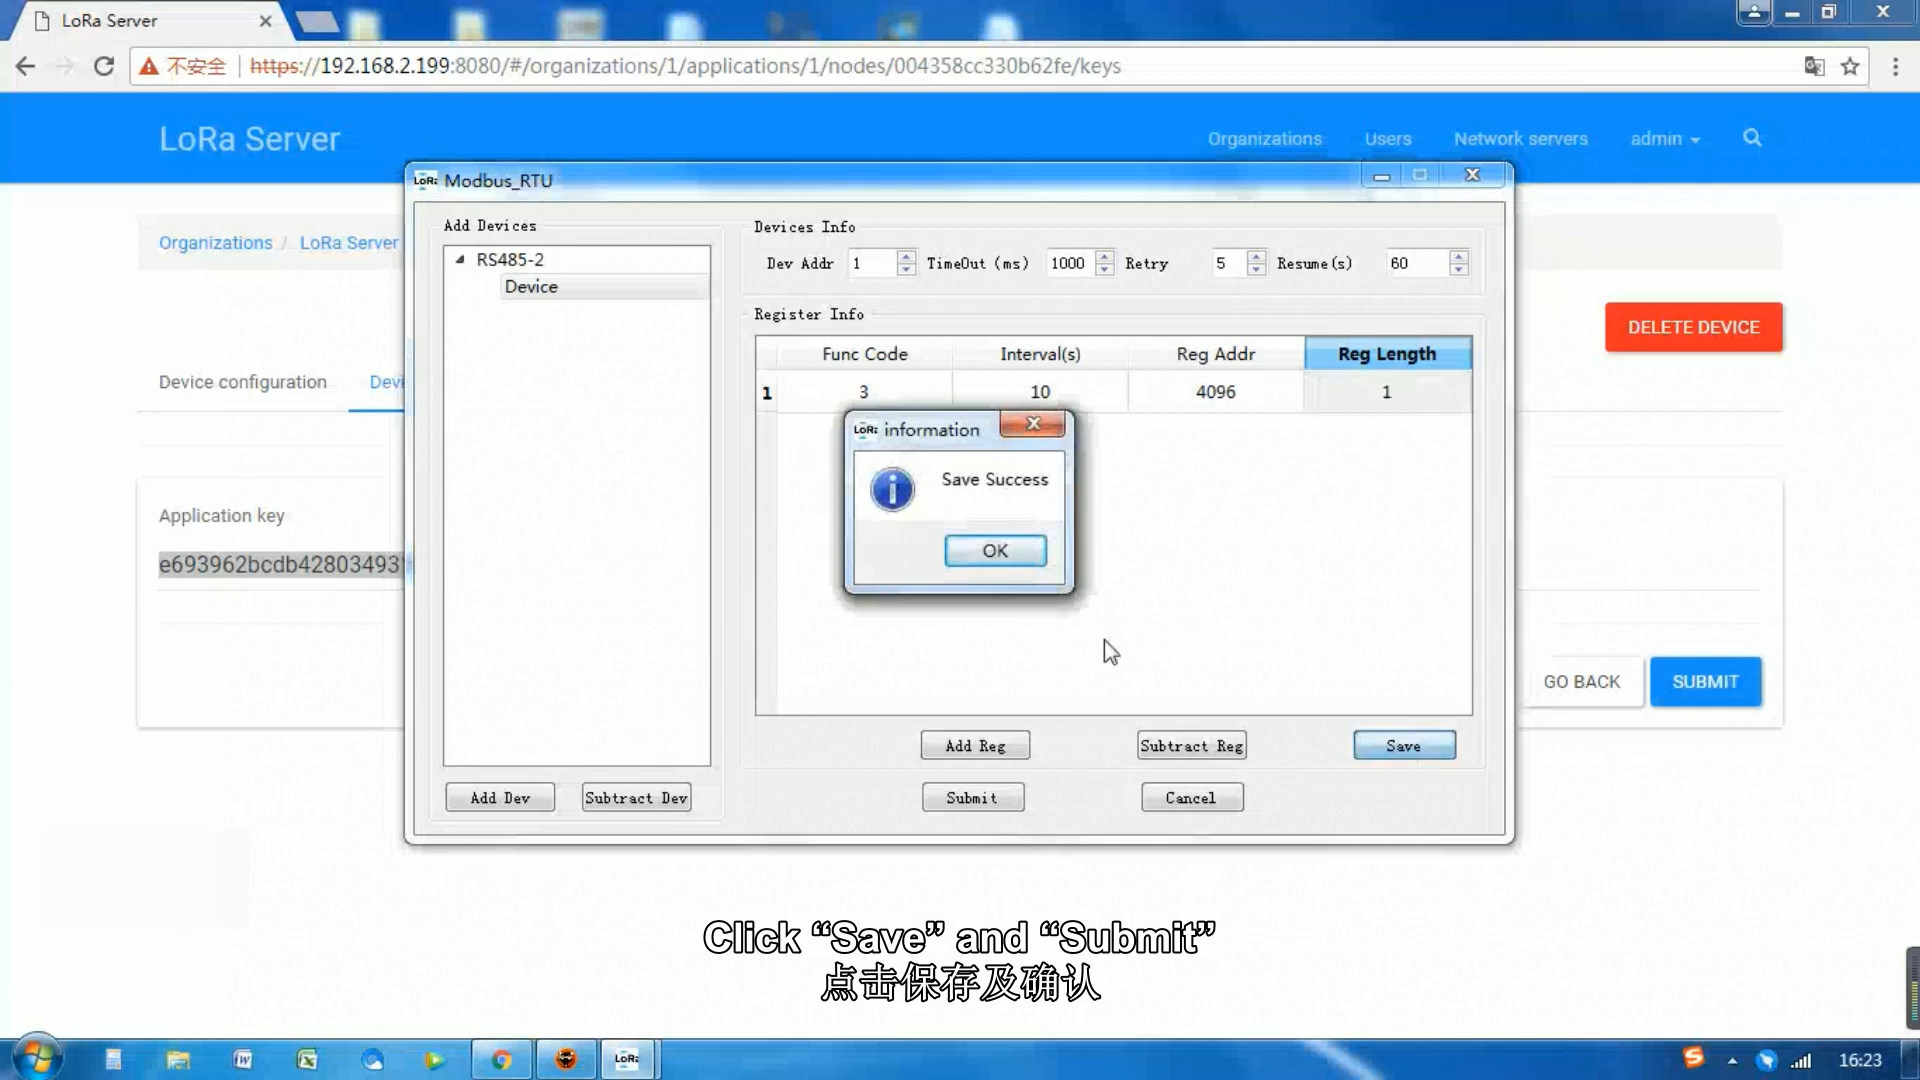 LoRa Server
不安全 https://192.168.2.199:8080/#/organizations/1/applications/1/nodes/004358cc330b62fe/keys
LoRa Server
Organizations Users Network servers admin
LoRa Modbus_RTU
Organizations / LoRa Server
Add Devices
RS485-2
Device
Devices Info
Dev Addr 1 TimeOut (ms) 1000 Retry 5 Resume(s) 60
Register Info
Func Code Interval(s) Reg Addr Reg Length
1 3 10 4096 1
DELETE DEVICE
Device configuration
LoRa information
Save Success
OK
Application key
e693962bcdb42803493
GO BACK SUBMIT
Add Reg Subtract Reg Save
Add Dev Subtract Dev Submit Cancel
Click “Save” and “Submit”
点击保存及确认
LoRa
16:23